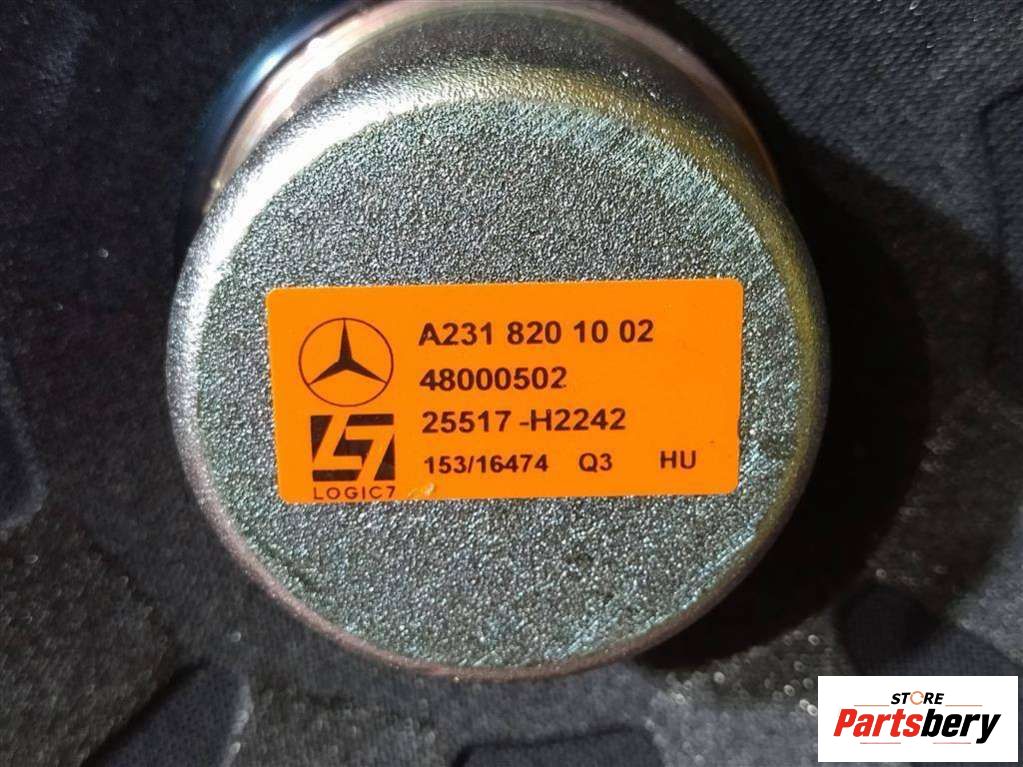 A231 820 10 02
48000502
25517-H2242
153/16474 Q3 HU
LOGIC7
STORE
Partsbery